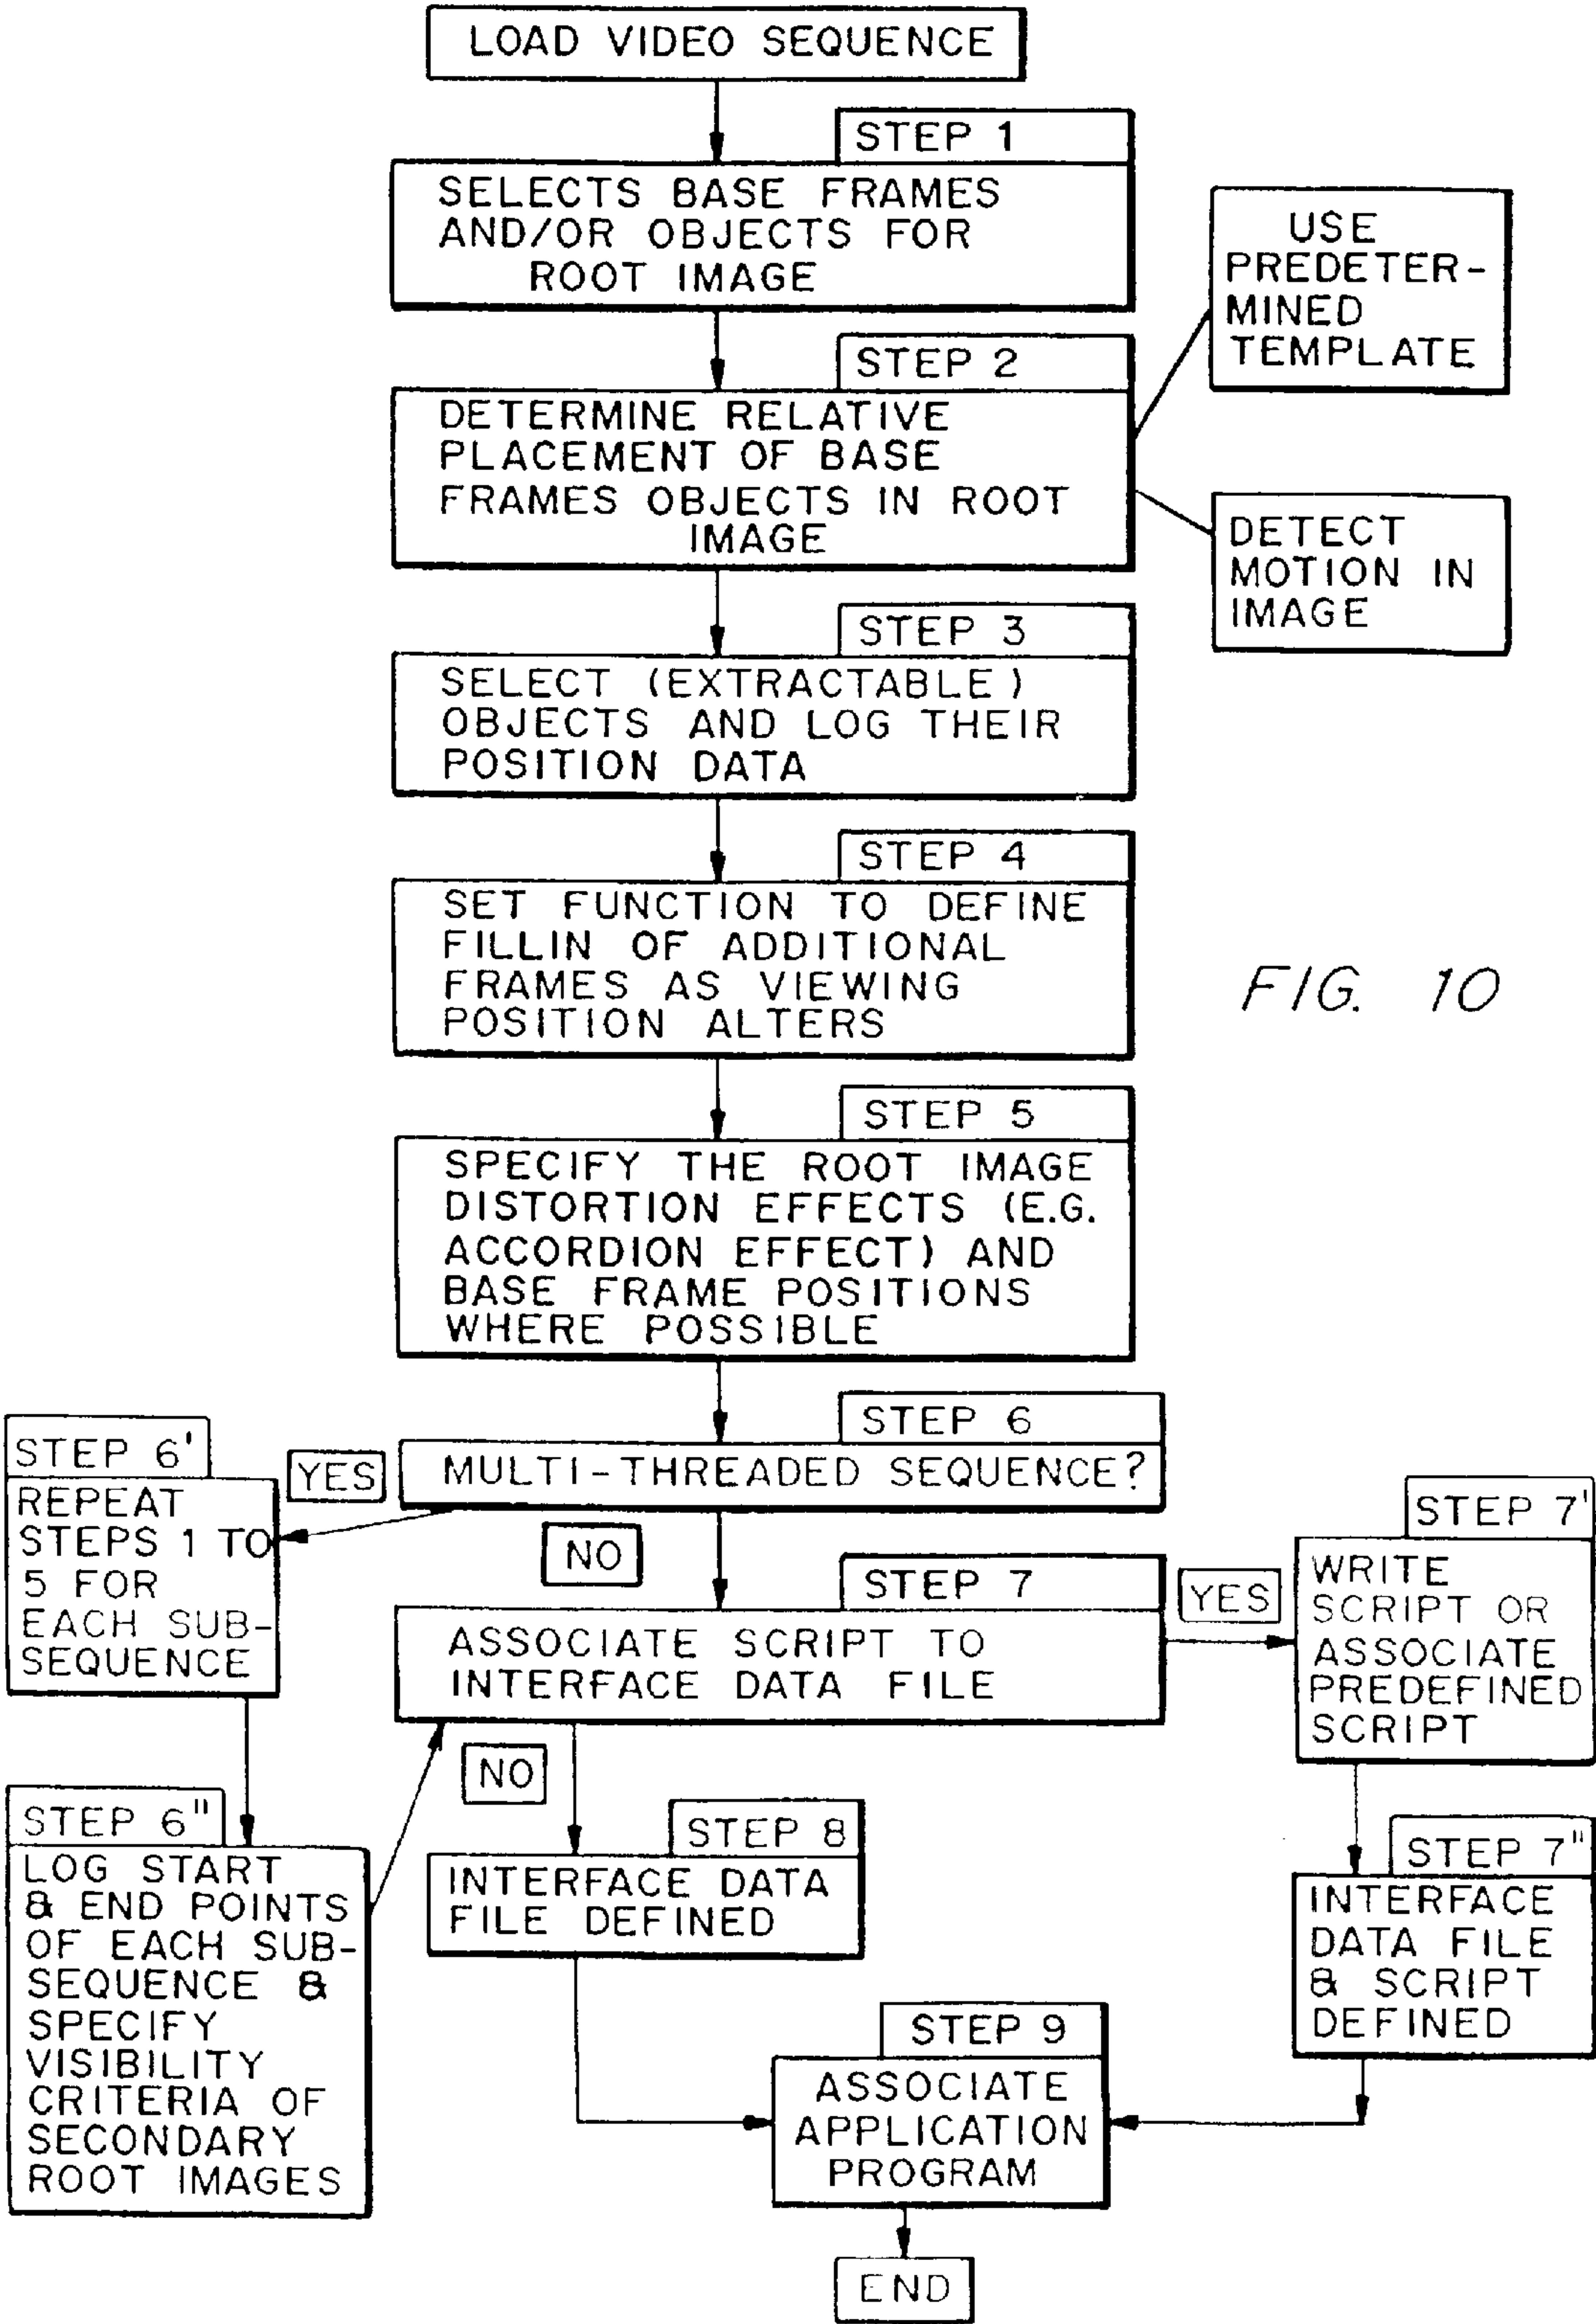 LOAD VIDEO SEQUENCE
STEP 1
SELECTS BASE FRAMES
AND/OR OBJECTS FOR
ROOT IMAGE
USE
PREDETER-
MINED
TEMPLATE
STEP 2
DETERMINE RELATIVE
PLACEMENT OF BASE
FRAMES OBJECTS IN ROOT
IMAGE
DETECT
MOTION IN
IMAGE
STEP 3
SELECT (EXTRACTABLE)
OBJECTS AND LOG THEIR
POSITION DATA
STEP 4
SET FUNCTION TO DEFINE
FILLIN OF ADDITIONAL
FRAMES AS VIEWING
POSITION ALTERS
FIG. 10
STEP 5
SPECIFY THE ROOT IMAGE
DISTORTION EFFECTS (E.G.
ACCORDION EFFECT) AND
BASE FRAME POSITIONS
WHERE POSSIBLE
STEP 6
MULTI-THREADED SEQUENCE?
YES
STEP 6'
REPEAT
STEPS 1 TO
5 FOR
EACH SUB-
SEQUENCE
NO
STEP 7
ASSOCIATE SCRIPT TO
INTERFACE DATA FILE
YES
STEP 7'
WRITE
SCRIPT OR
ASSOCIATE
PREDEFINED
SCRIPT
NO
STEP 6"
LOG START
& END POINTS
OF EACH SUB-
SEQUENCE &
SPECIFY
VISIBILITY
CRITERIA OF
SECONDARY
ROOT IMAGES
STEP 8
INTERFACE DATA
FILE DEFINED
STEP 7"
INTERFACE
DATA FILE
& SCRIPT
DEFINED
STEP 9
ASSOCIATE
APPLICATION
PROGRAM
END